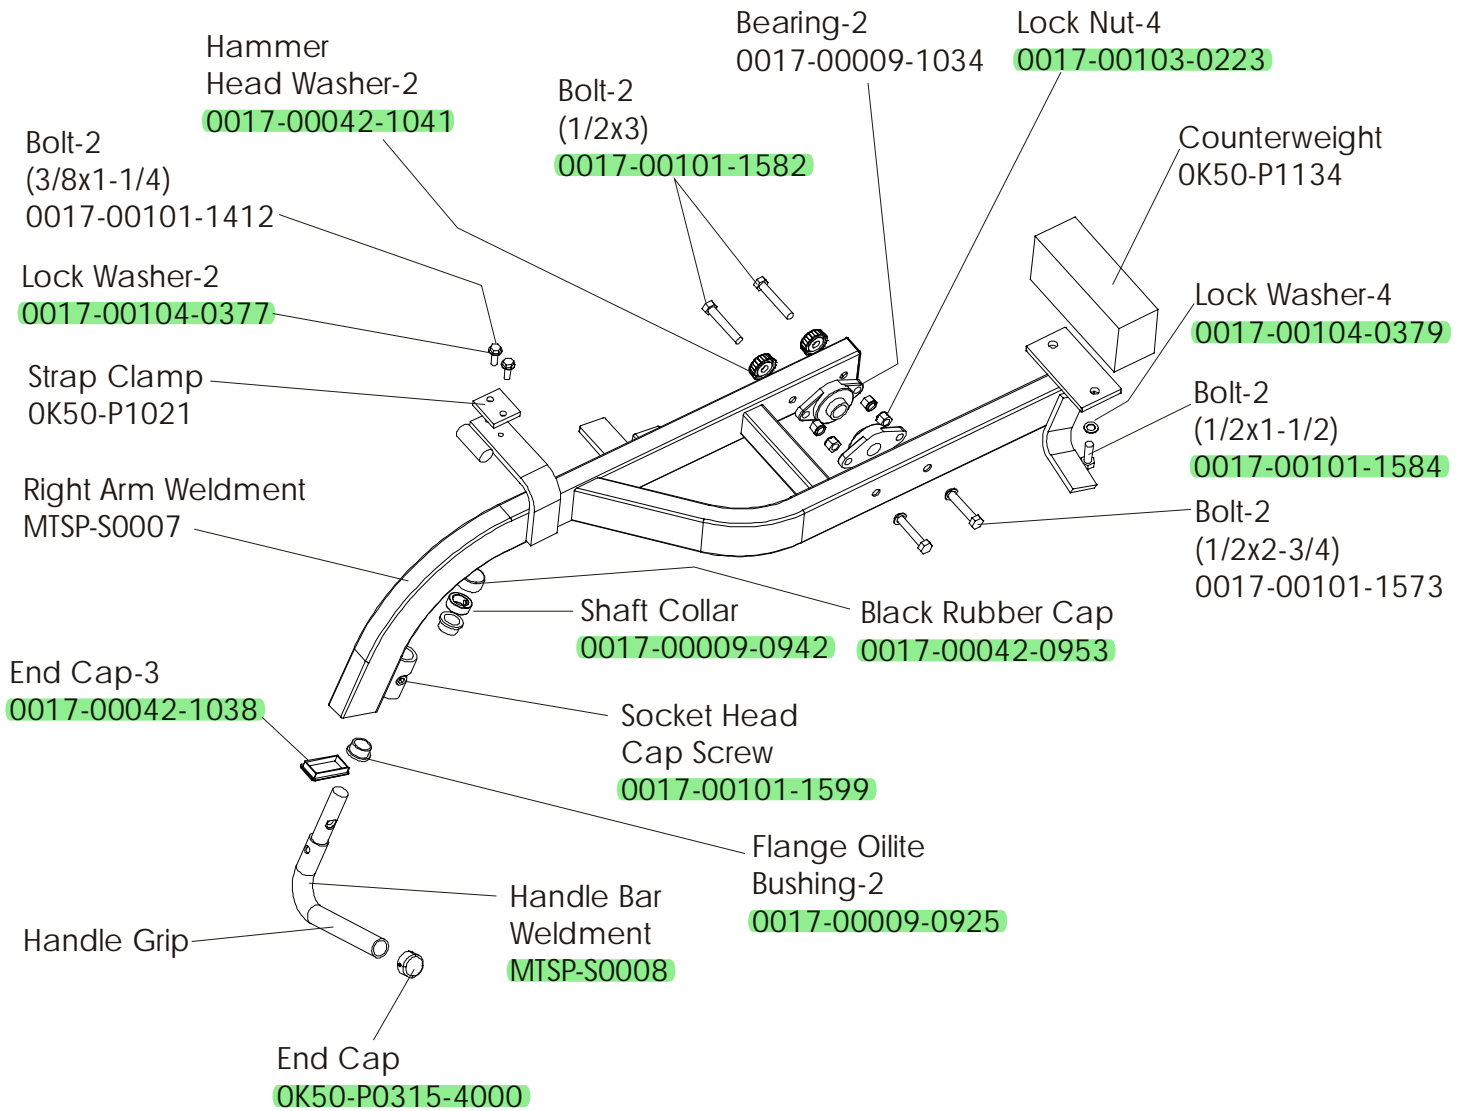 Hammer
Head Washer-2
0017-00042-1041
Bearing-2
0017-00009-1034
Lock Nut-4
0017-00103-0223
Bolt-2
(1/2x3)
0017-00101-1582
Bolt-2
(3/8x1-1/4)
0017-00101-1412
Counterweight
0K50-P1134
Lock Washer-2
0017-00104-0377
Lock Washer-4
0017-00104-0379
Strap Clamp
0K50-P1021
Bolt-2
(1/2x1-1/2)
0017-00101-1584
Right Arm Weldment
MTSP-S0007
Bolt-2
(1/2x2-3/4)
0017-00101-1573
Shaft Collar
0017-00009-0942
Black Rubber Cap
0017-00042-0953
End Cap-3
0017-00042-1038
Socket Head
Cap Screw
0017-00101-1599
Flange Oilite
Bushing-2
0017-00009-0925
Handle Bar
Weldment
MTSP-S0008
Handle Grip
End Cap
0K50-P0315-4000